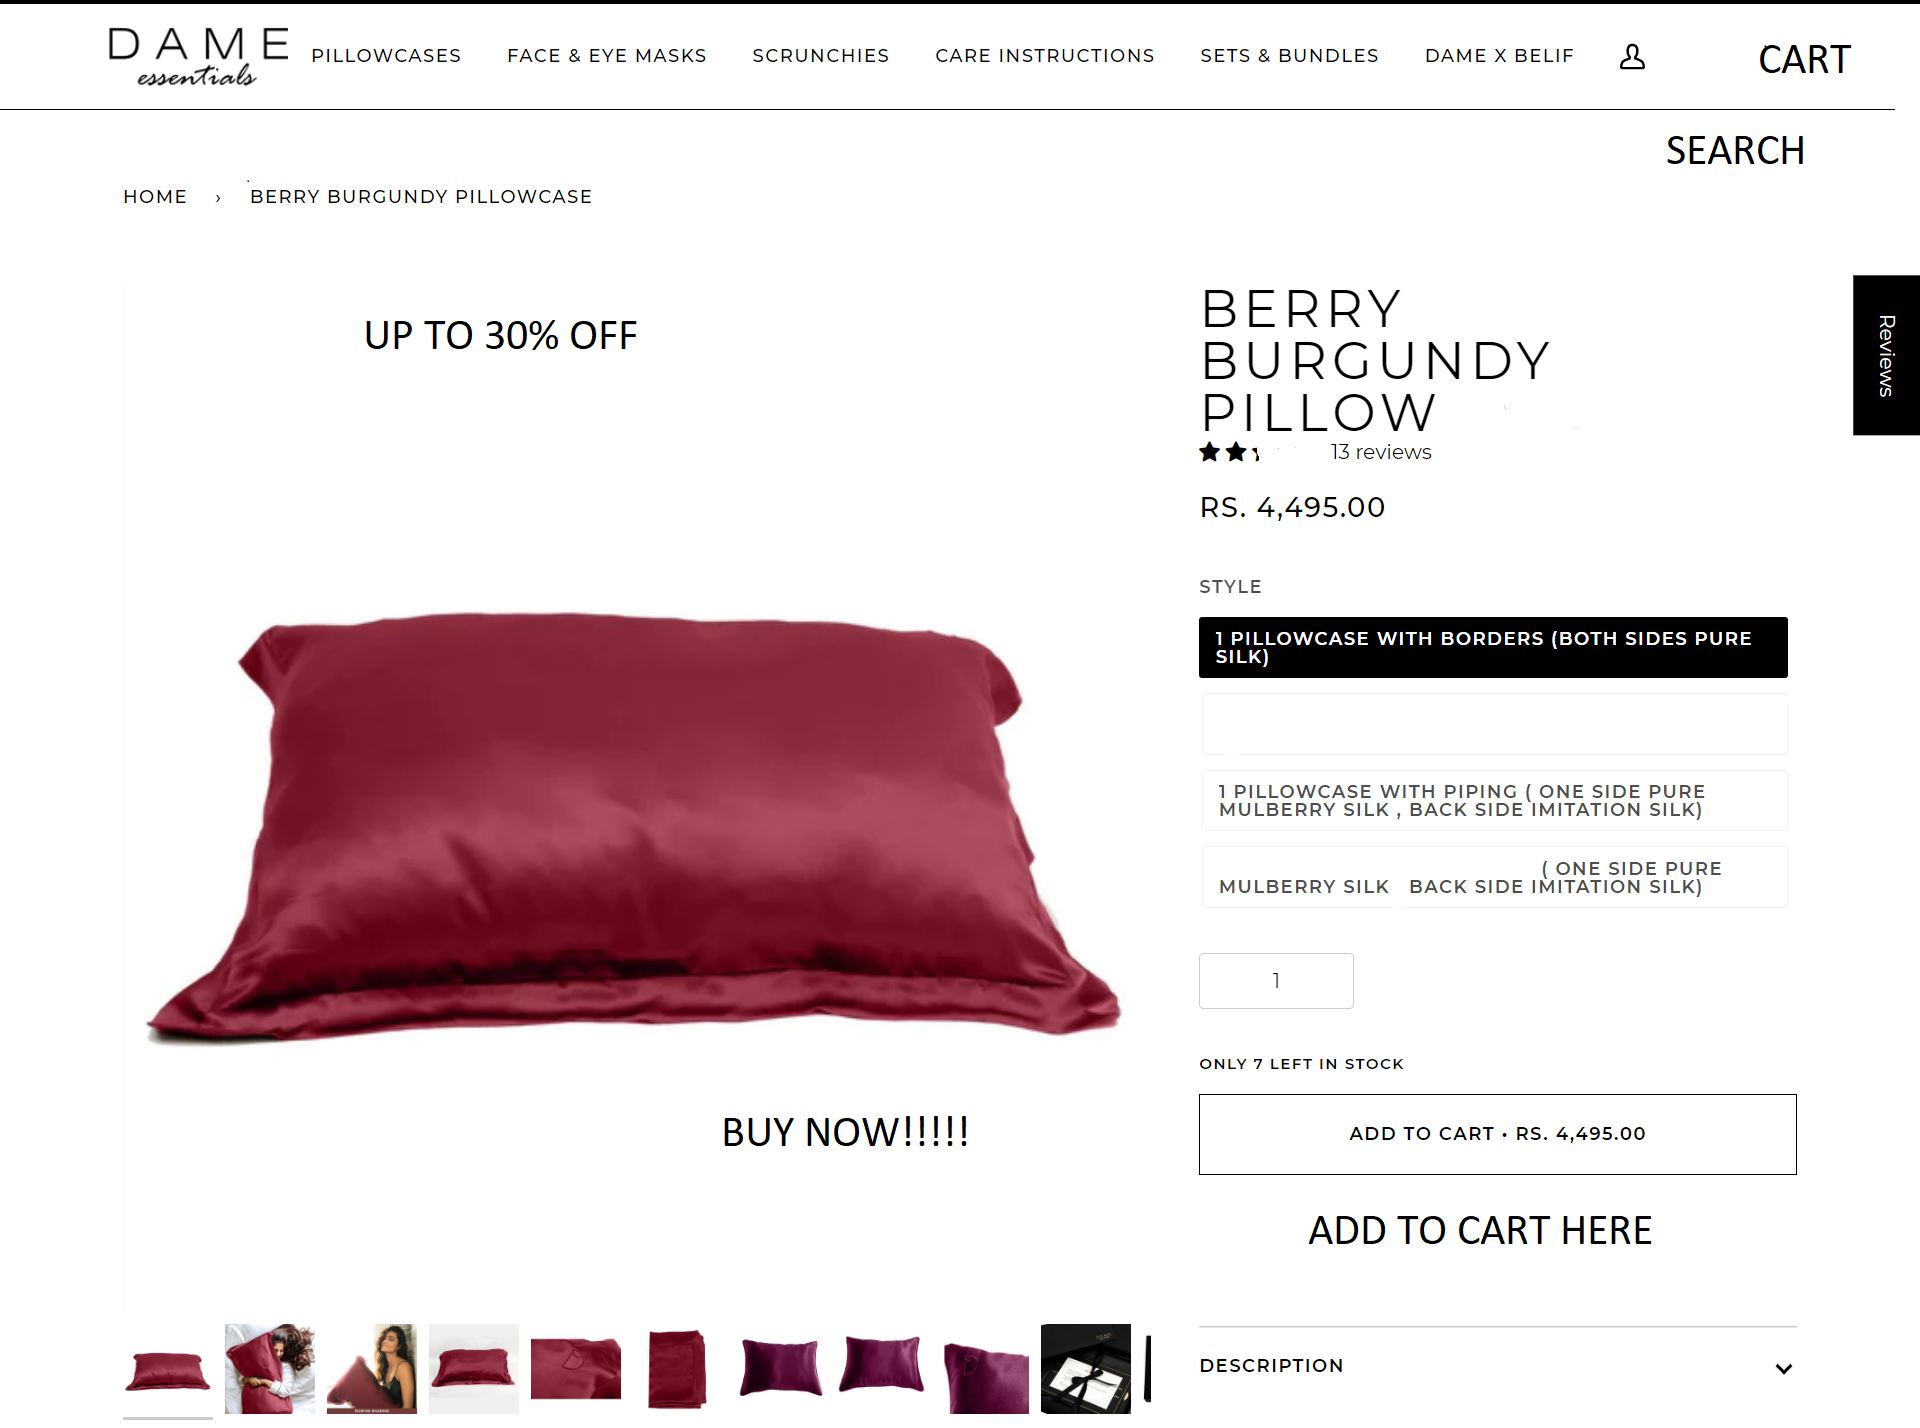 DAME
essentials
PILLOWCASES
FACE & EYE MASKS
SCRUNCHIES
CARE INSTRUCTIONS
SETS & BUNDLES
DAME X BELIF
CART
SEARCH
HOME › BERRY BURGUNDY PILLOWCASE
UP TO 30% OFF
BUY NOW!!!!!
BERRY
BURGUNDY
PILLOW
13 reviews
RS. 4,495.00
Reviews
STYLE
1 PILLOWCASE WITH BORDERS (BOTH SIDES PURE
SILK)
1 PILLOWCASE WITH PIPING ( ONE SIDE PURE
MULBERRY SILK , BACK SIDE IMITATION SILK)
( ONE SIDE PURE
MULBERRY SILK BACK SIDE IMITATION SILK)
1
ONLY 7 LEFT IN STOCK
ADD TO CART • RS. 4,495.00
ADD TO CART HERE
DESCRIPTION